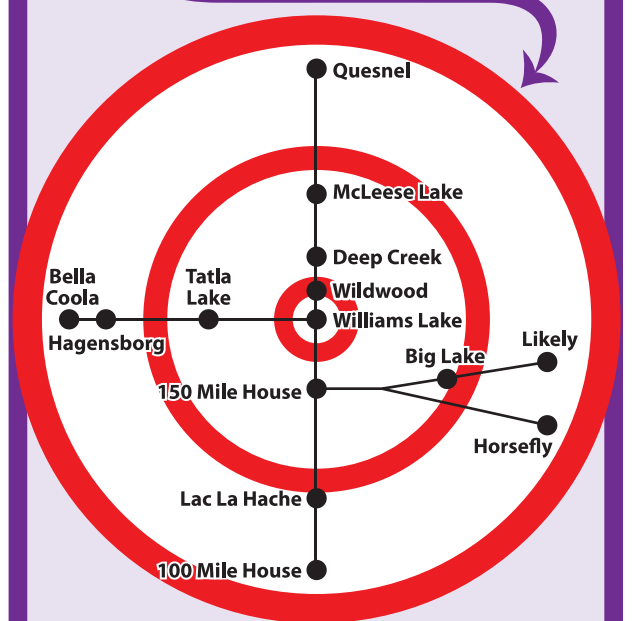 Quesnel
McLeese Lake
Deep Creek
Bella
Coola
Tatla
Lake
Wildwood
Williams Lake
Hagensborg
Big Lake
Likely
150 Mile House
Horsefly
Lac La Hache
100 Mile House